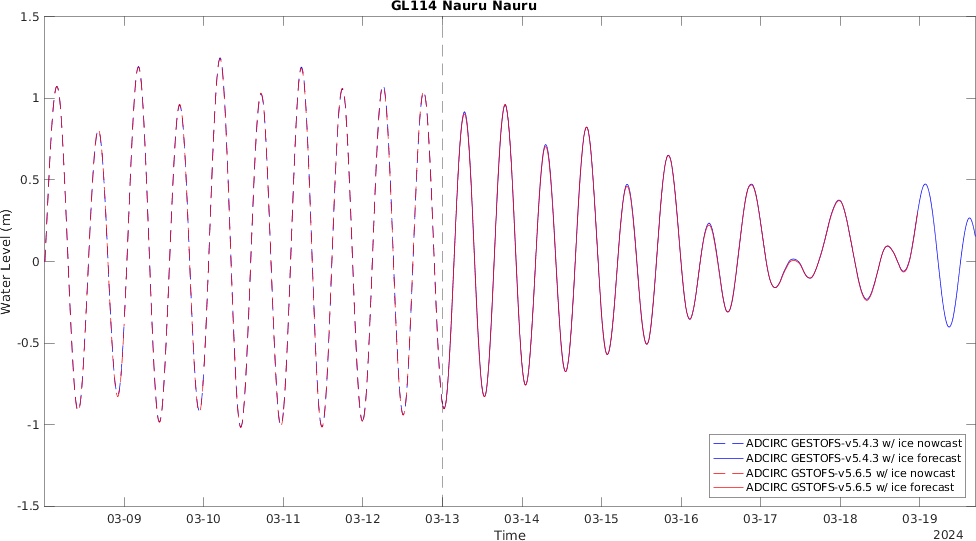 GL114 Nauru Nauru
Water Level (m)
1.5
1
0.5
0
-0.5
-1
-1.5
ADCIRC GESTOFS-v5.4.3 w/ ice nowcast
ADCIRC GESTOFS-v5.4.3 w/ ice forecast
ADCIRC GSTOFS-v5.6.5 w/ ice nowcast
ADCIRC GSTOFS-v5.6.5 w/ ice forecast
03-09 03-10 03-11 03-12 03-13 03-14 03-15 03-16 03-17 03-18 03-19
Time
2024